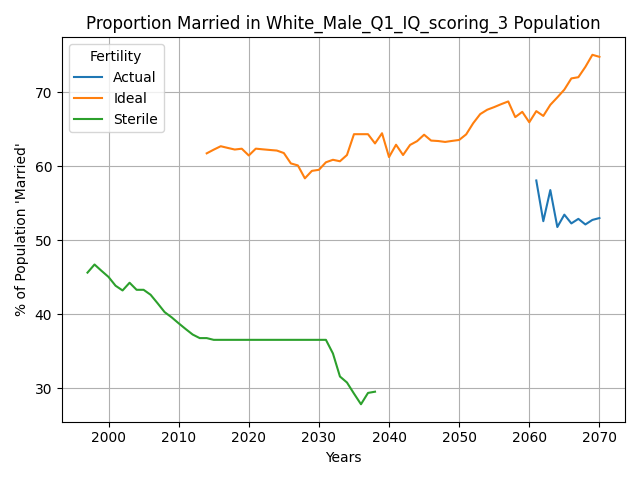 Proportion Married in White_Male_Q1_IQ_scoring_3 Population
Fertility
Actual
Ideal
Sterile
% of Population 'Married'
70
60
50
40
30
2000 2010 2020 2030 2040 2050 2060 2070
Years